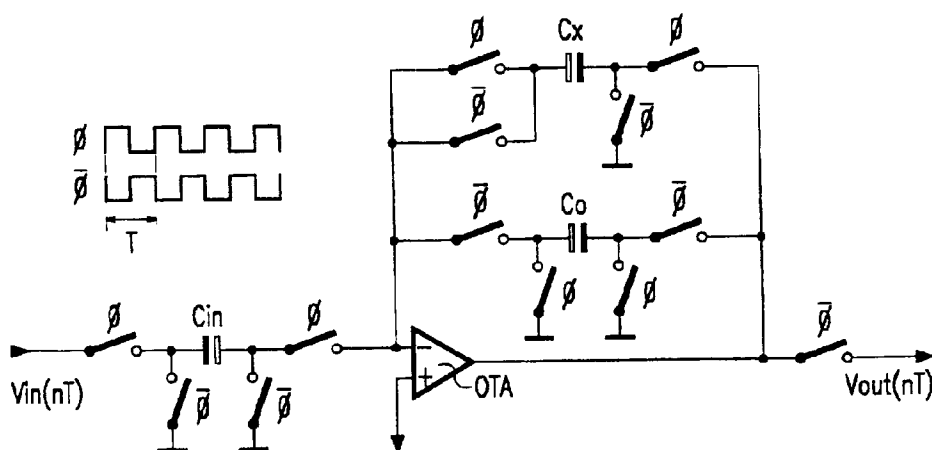 Ø
Cx
Ø
Ø̅
Ø̅
Ø
Ø̅
T
Ø̅
Co
Ø̅
Ø
Ø
Ø
Cin
Ø
Ø̅
Vin(nT)
Ø̅
Ø̅
−
+
OTA
Vout(nT)